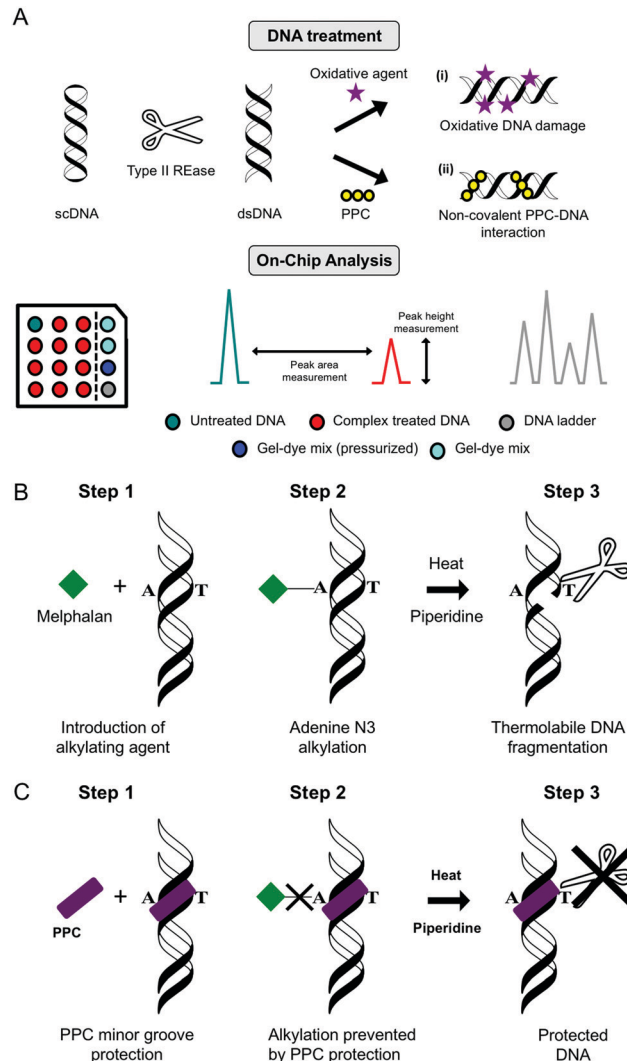 A
DNA treatment
Oxidative agent
(i)
Type II REase
Oxidative DNA damage
(ii)
scDNA
dsDNA
PPC
Non-covalent PPC-DNA
interaction
On-Chip Analysis
Peak height
measurement
Peak area
measurement
Untreated DNA
Complex treated DNA
DNA ladder
Gel-dye mix (pressurized)
Gel-dye mix
B
Step 1
Step 2
Step 3
Heat
+
A
T
A
T
A
T
Melphalan
Piperidine
Introduction of
alkylating agent
Adenine N3
alkylation
Thermolabile DNA
fragmentation
C
Step 1
Step 2
Step 3
Heat
+
A
T
A
T
A
T
PPC
Piperidine
PPC minor groove
protection
Alkylation prevented
by PPC protection
Protected
DNA